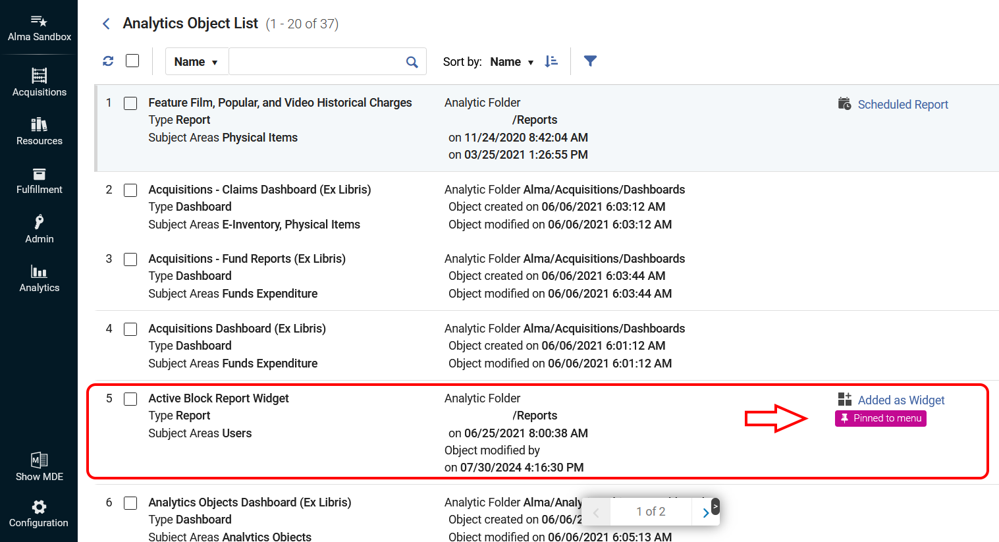 Alma Sandbox
Acquisitions
Resources
Fulfillment
Admin
Analytics
Show MDE
Configuration
Analytics Object List (1 - 20 of 37)
Name
Sort by: Name
1 Feature Film, Popular, and Video Historical Charges
Type Report
Subject Areas Physical Items
Analytic Folder
/Reports
on 11/24/2020 8:42:04 AM
on 03/25/2021 1:26:55 PM
Scheduled Report
2 Acquisitions - Claims Dashboard (Ex Libris)
Type Dashboard
Subject Areas E-Inventory, Physical Items
Analytic Folder Alma/Acquisitions/Dashboards
Object created on 06/06/2021 6:03:12 AM
Object modified on 06/06/2021 6:03:12 AM
3 Acquisitions - Fund Reports (Ex Libris)
Type Dashboard
Subject Areas Funds Expenditure
Analytic Folder Alma/Acquisitions/Dashboards
Object created on 06/06/2021 6:03:44 AM
Object modified on 06/06/2021 6:03:44 AM
4 Acquisitions Dashboard (Ex Libris)
Type Dashboard
Subject Areas Funds Expenditure
Analytic Folder Alma/Acquisitions/Dashboards
Object created on 06/06/2021 6:01:12 AM
Object modified on 06/06/2021 6:01:12 AM
5 Active Block Report Widget
Type Report
Subject Areas Users
Analytic Folder
/Reports
on 06/25/2021 8:00:38 AM
Object modified by
on 07/30/2024 4:16:30 PM
Added as Widget
Pinned to menu
6 Analytics Objects Dashboard (Ex Libris)
Type Dashboard
Subject Areas Analytics Objects
Analytic Folder Alma/Analy
Object created on 06/06/2
Object modified on 06/06/2021 6:05:13 AM
1 of 2